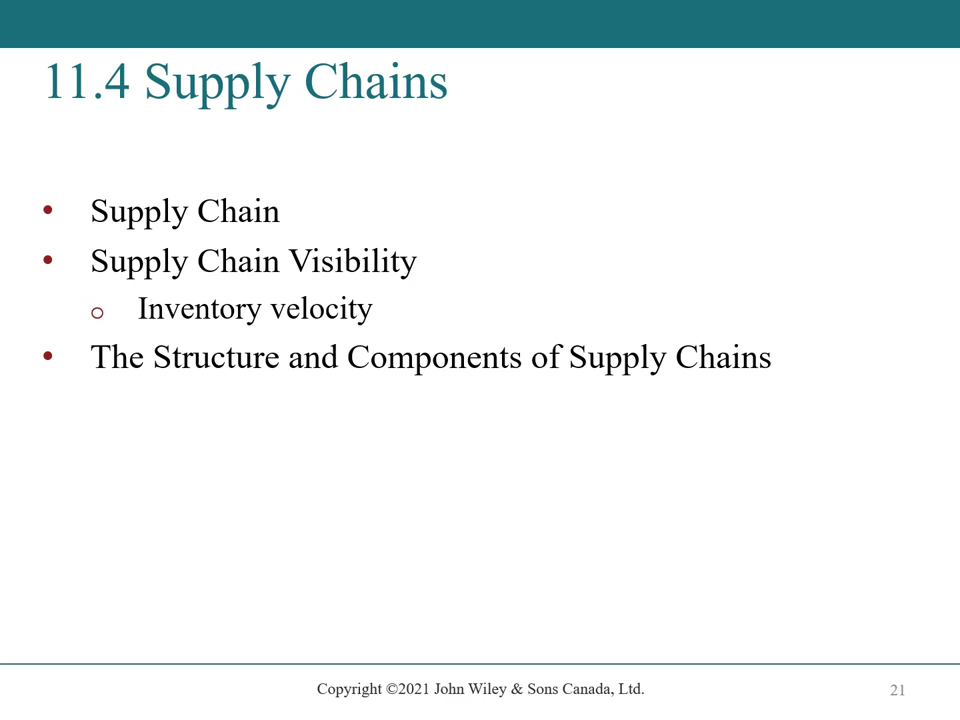 11.4 Supply Chains
• Supply Chain
• Supply Chain Visibility
o Inventory velocity
• The Structure and Components of Supply Chains
Copyright ©2021 John Wiley & Sons Canada, Ltd.
21